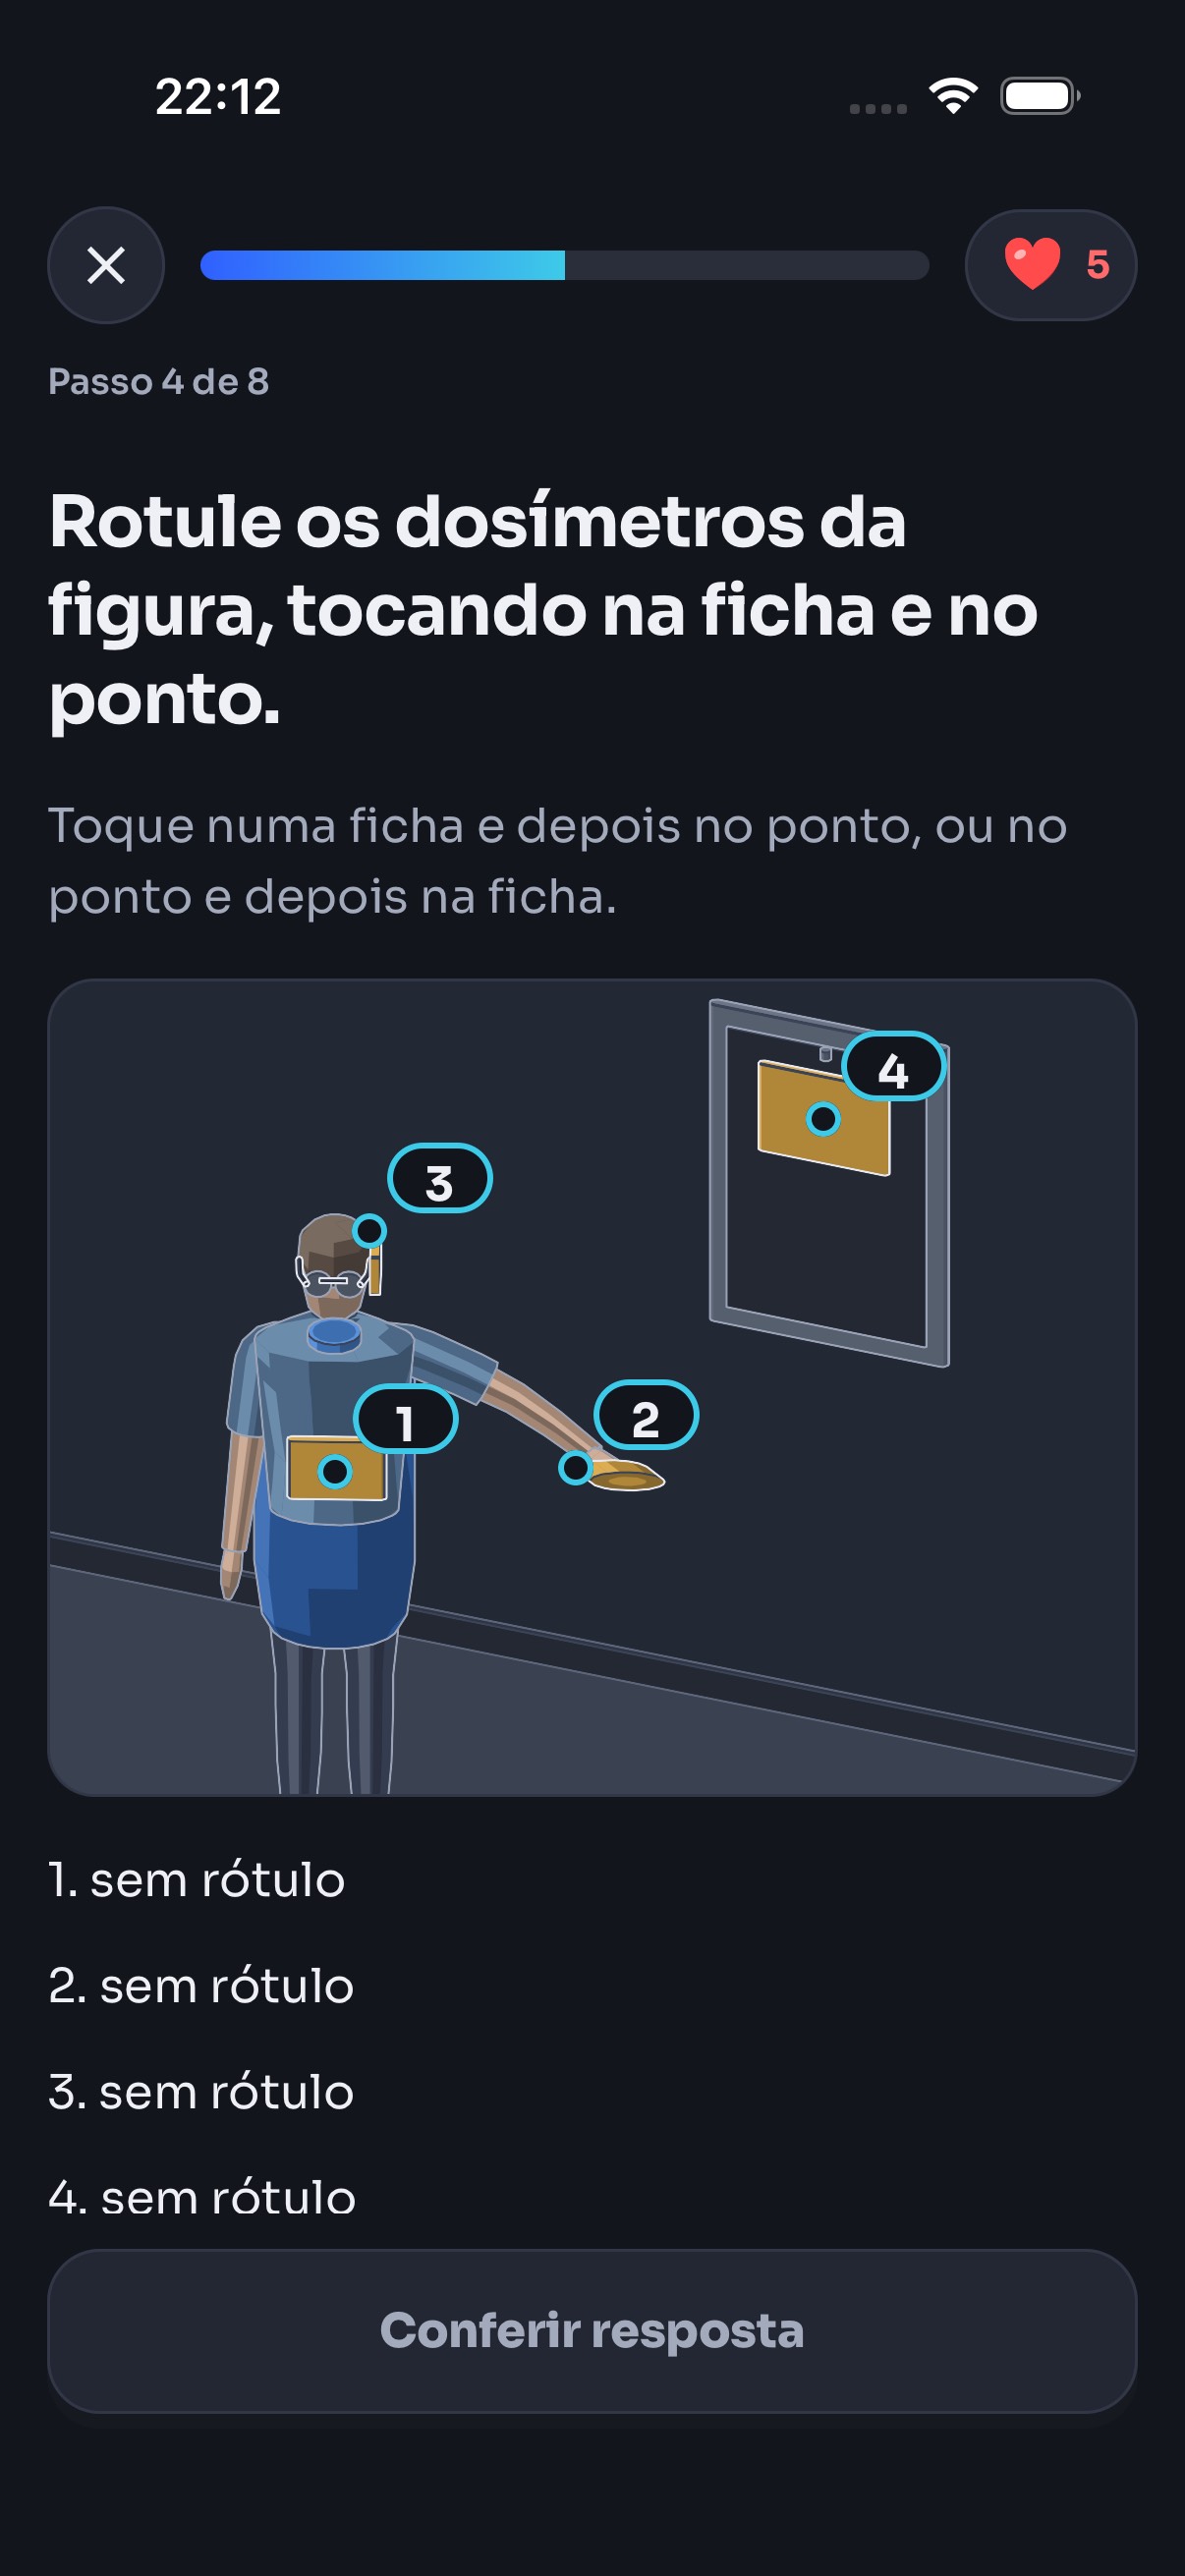 22:12
5
Passo 4 de 8
Rotule os dosímetros da
figura, tocando na ficha e no
ponto.
Toque numa ficha e depois no ponto, ou no
ponto e depois na ficha.
4
3
1
2
1. sem rótulo
2. sem rótulo
3. sem rótulo
4. sem rótulo
Conferir resposta